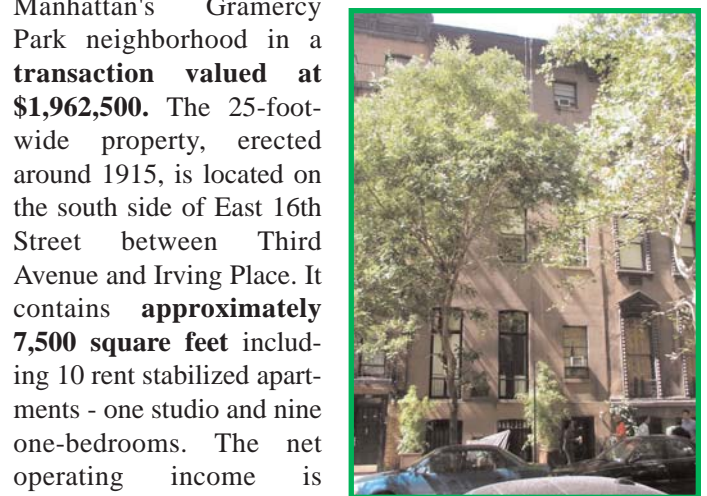 Manhattan's Gramercy
Park neighborhood in a
transaction valued at
$1,962,500. The 25-foot-
wide property, erected
around 1915, is located on
the south side of East 16th
Street between Third
Avenue and Irving Place. It
contains approximately
7,500 square feet includ-
ing 10 rent stabilized apart-
ments - one studio and nine
one-bedrooms. The net
operating income is